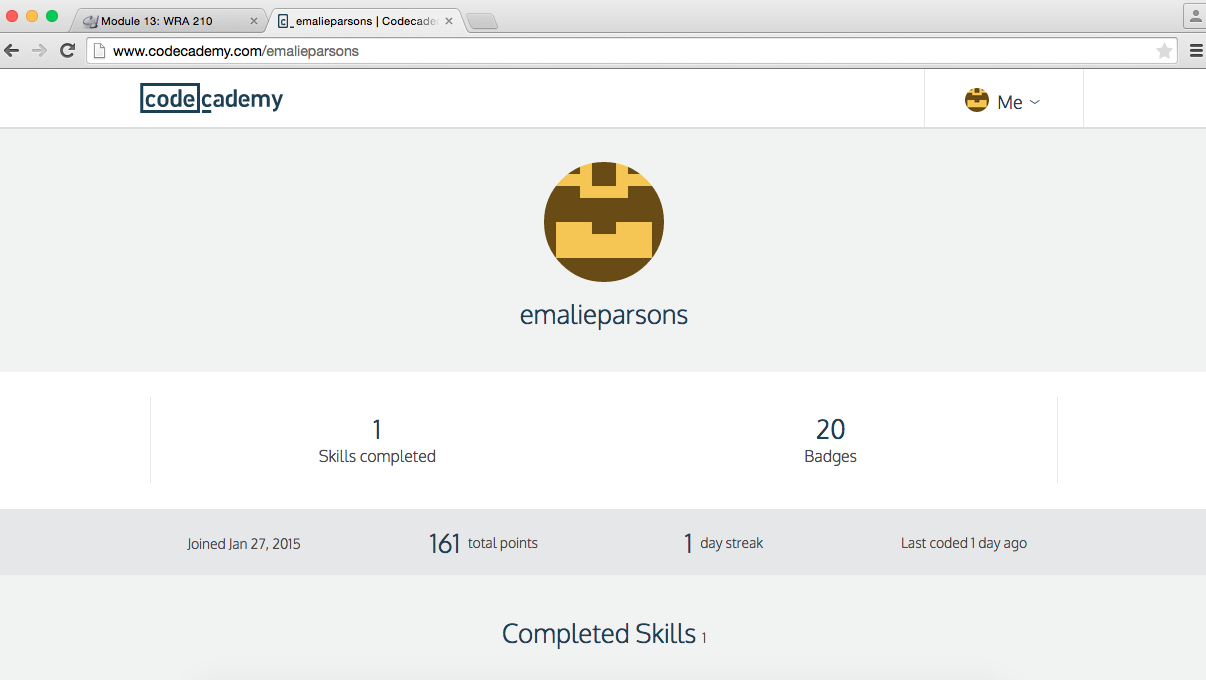 Module 13: WRA 210
c_ emalieparsons | Codecade
www.codecademy.com/emalieparsons
codecademy
Me
emalieparsons
1
Skills completed
20
Badges
Joined Jan 27, 2015
161 total points
1 day streak
Last coded 1 day ago
Completed Skills 1